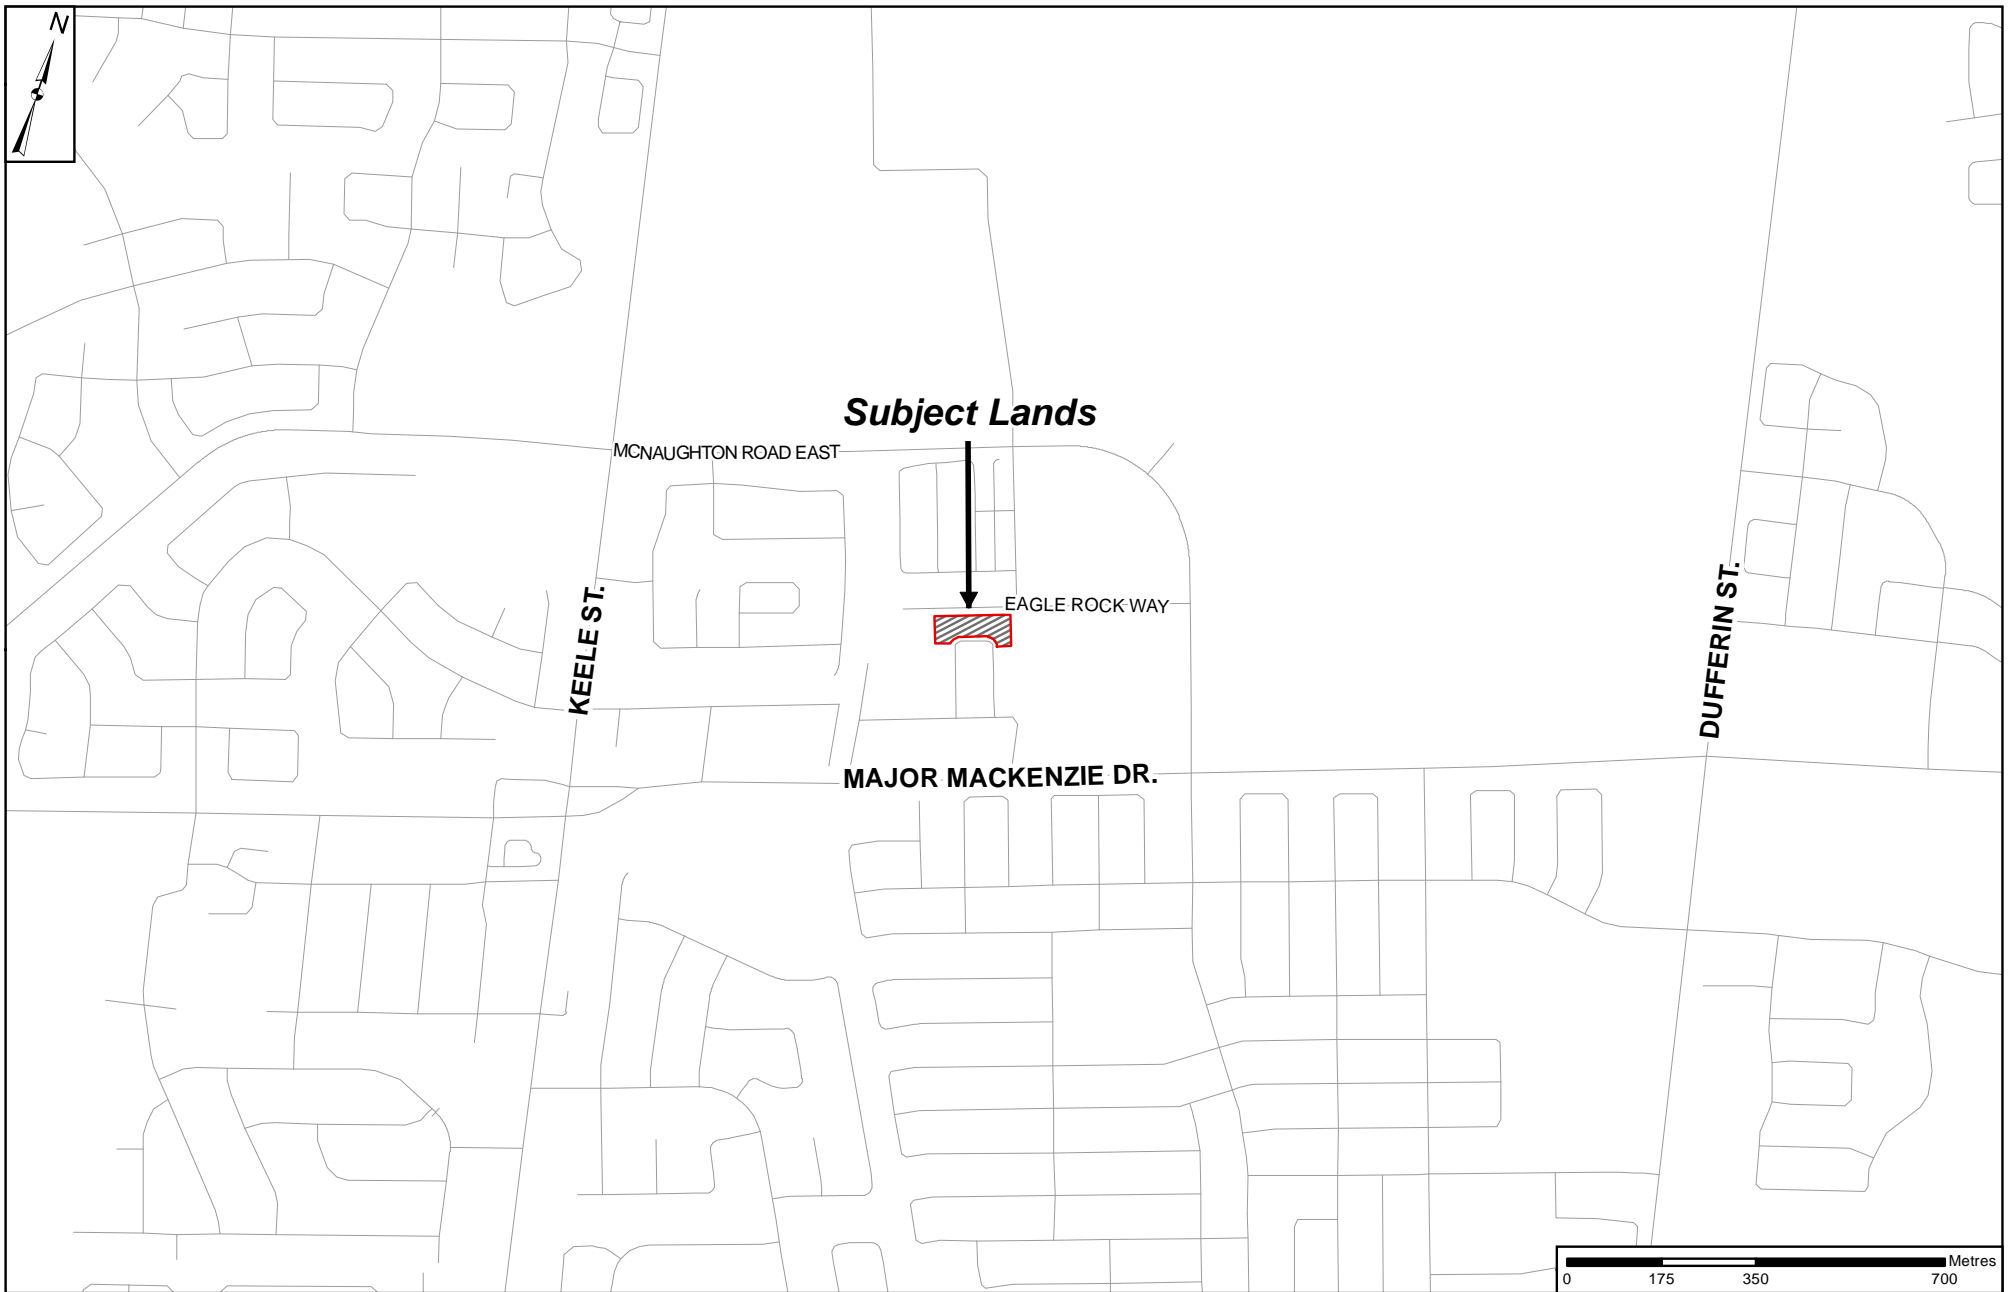 N
Subject Lands
MCNAUGHTON ROAD EAST
EAGLE ROCK WAY
KEELE ST.
DUFFERIN ST.
MAJOR MACKENZIE DR.
Metres
0 175 350 700